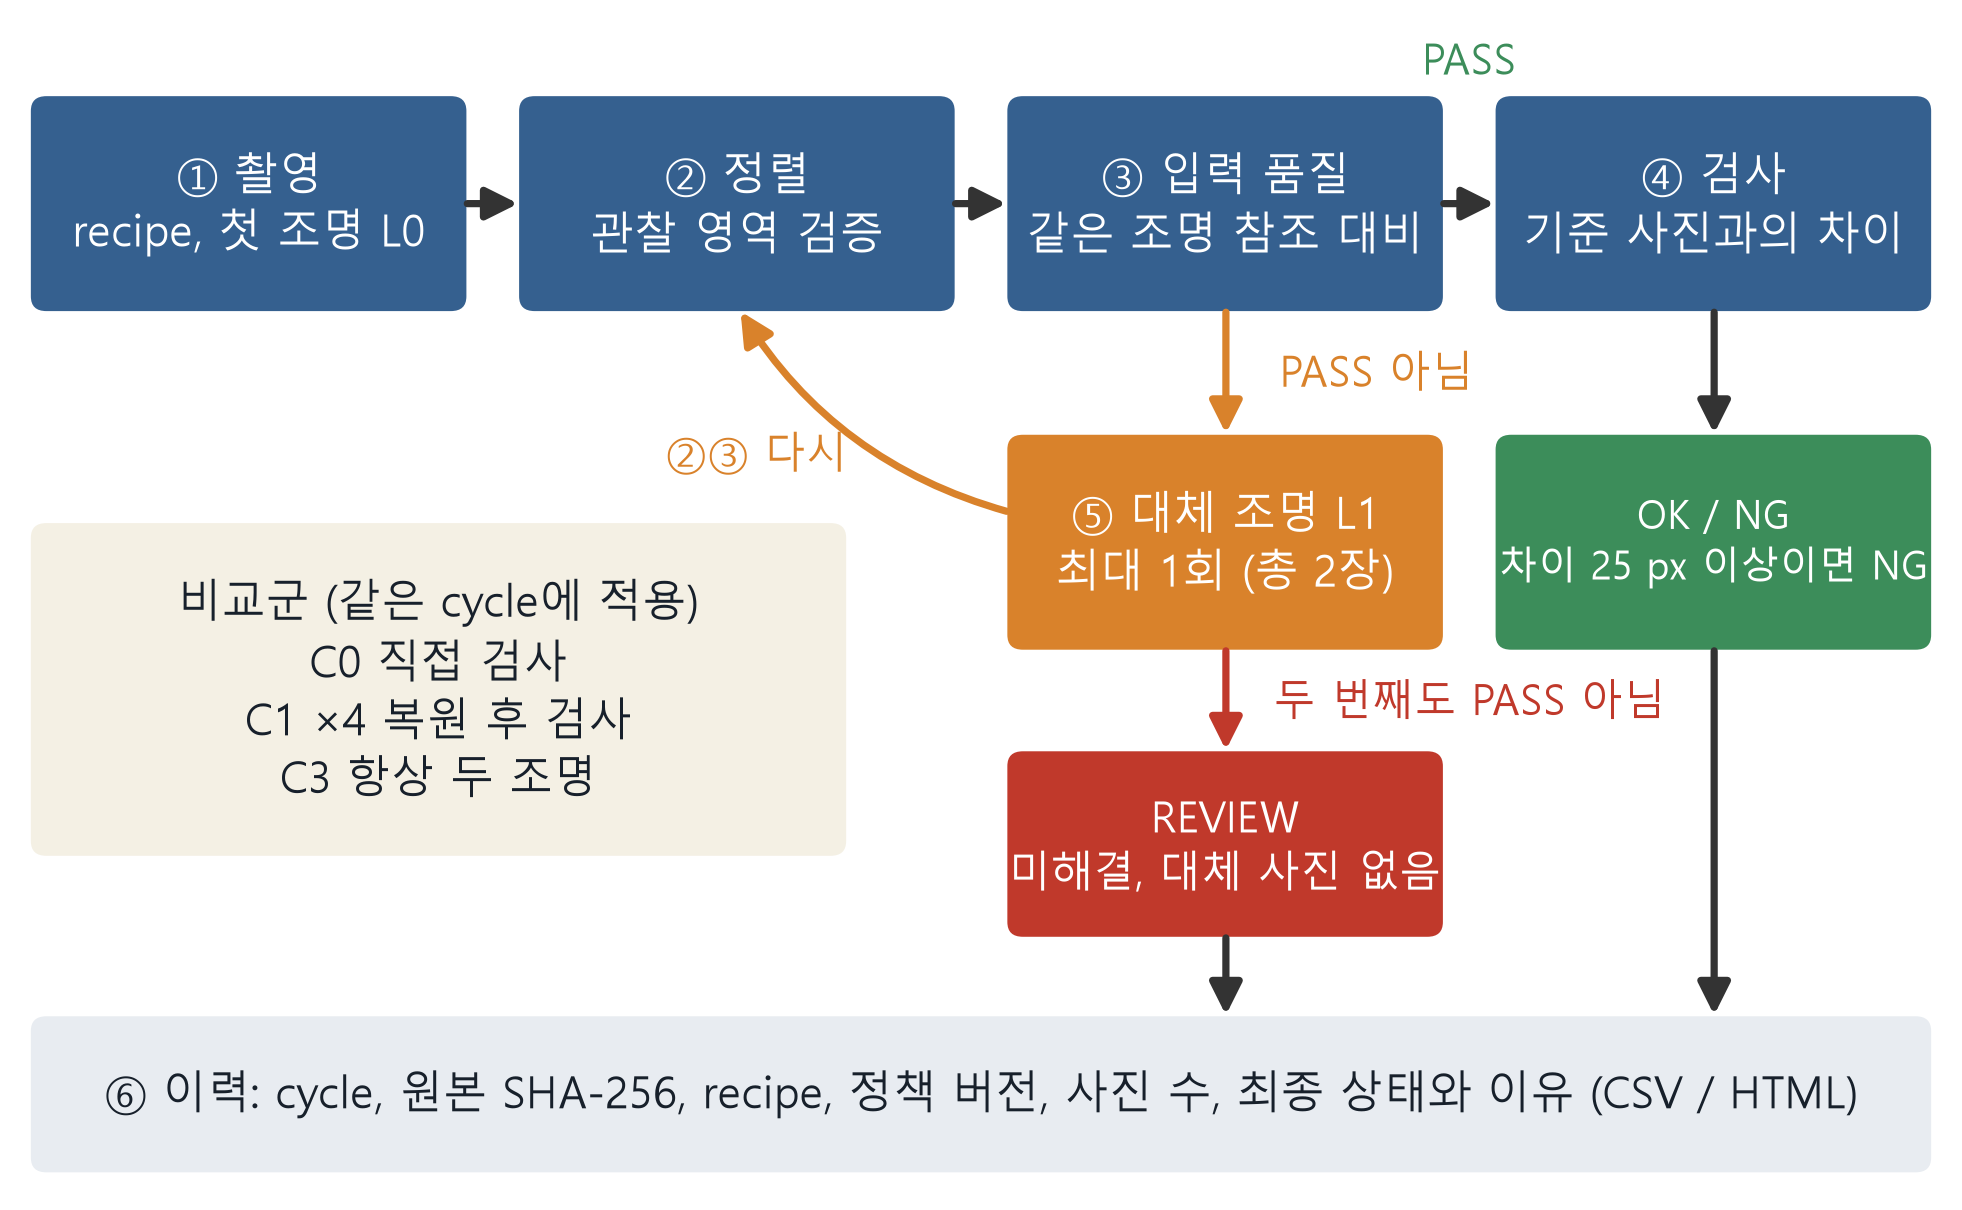 PASS
① 촬영
recipe, 첫 조명 L0
② 정렬
관찰 영역 검증
③ 입력 품질
같은 조명 참조 대비
④ 검사
기준 사진과의 차이
PASS 아님
②③ 다시
⑤ 대체 조명 L1
최대 1회 (총 2장)
OK / NG
차이 25 px 이상이면 NG
비교군 (같은 cycle에 적용)
C0 직접 검사
C1 ×4 복원 후 검사
C3 항상 두 조명
두 번째도 PASS 아님
REVIEW
미해결, 대체 사진 없음
⑥ 이력: cycle, 원본 SHA-256, recipe, 정책 버전, 사진 수, 최종 상태와 이유 (CSV / HTML)